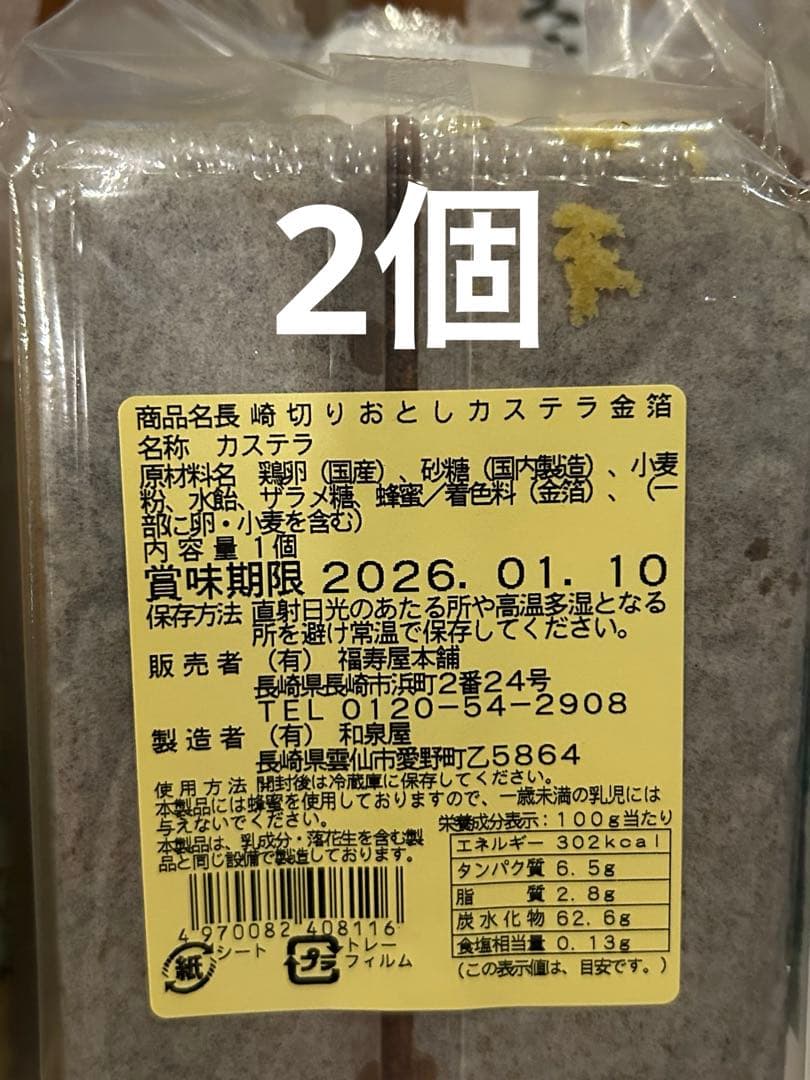 2個
商品名長崎切りおとしカステラ金箔
名称 カステラ
原材料名 鶏卵(国産)、砂糖(国内製造)、小麦
粉、水飴、ザラメ糖、蜂蜜/着色料(金箔)、(一
部に卵・小麦を含む)
内容量1個
賞味期限 2026. 01. 10
保存方法 直射日光のあたる所や高温多湿となる
所を避け常温で保存してください。
販売者 (有) 福寿屋本舗
長崎県長崎市浜町2番24号
TEL 0120-54-2908
製造者 (有) 和泉屋
長崎県雲仙市愛野町乙5864
使用方法 開封後は冷蔵庫に保存してください。
本製品には蜂蜜を使用しておりますので、一歳未満の乳児には
与えないでください。
本製品は、乳成分・落花生を含む製
品と同じ設備で製造しております。
栄養成分表示:100g当たり
エネルギー 302kcal
タンパク質 6.5g
脂質 2.8g
炭水化物 62.6g
食塩相当量 0.13g
(この表示値は、目安です。)
4 970082 408116
紙 シート
プラ トレー
フィルム